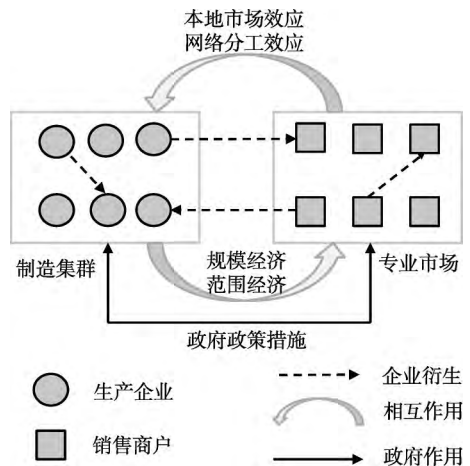 本地市场效应
网络分工效应
制造集群
规模经济
范围经济
专业市场
政府政策措施
生产企业
企业衍生
相互作用
销售商户
政府作用